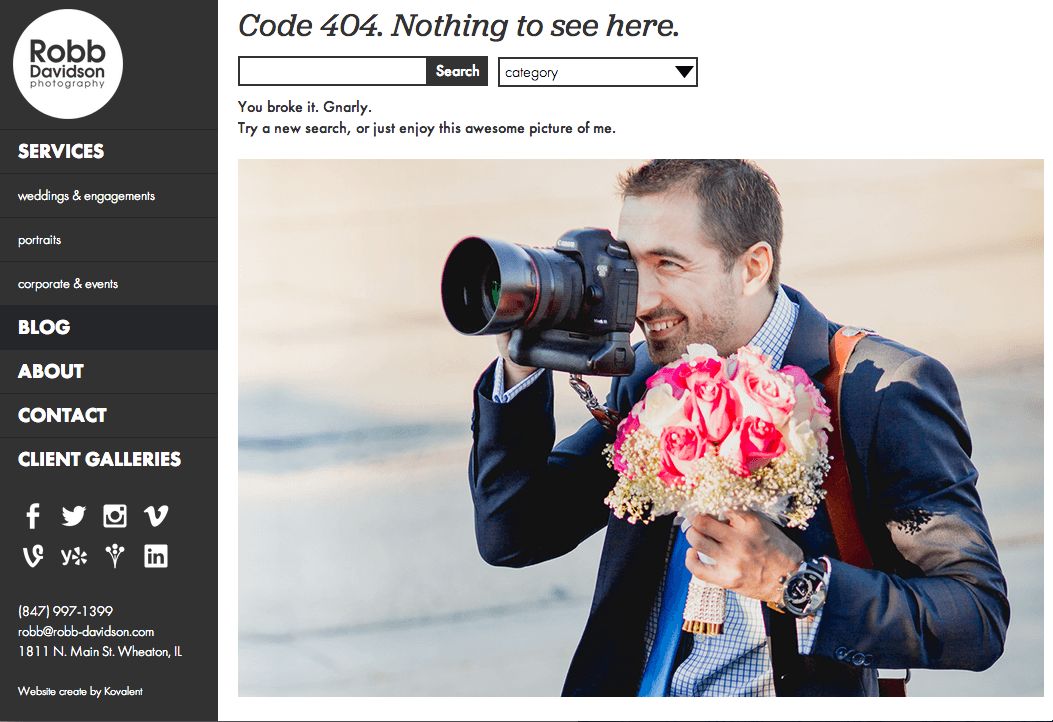 Robb
Davidson
photography
SERVICES
weddings & engagements
portraits
corporate & events
BLOG
ABOUT
CONTACT
CLIENT GALLERIES
(847) 997-1399
robb@robb-davidson.com
1811 N. Main St. Wheaton, IL
Website create by Kovalent
Code 404. Nothing to see here.
Search
category
You broke it. Gnarly.
Try a new search, or just enjoy this awesome picture of me.
Canon